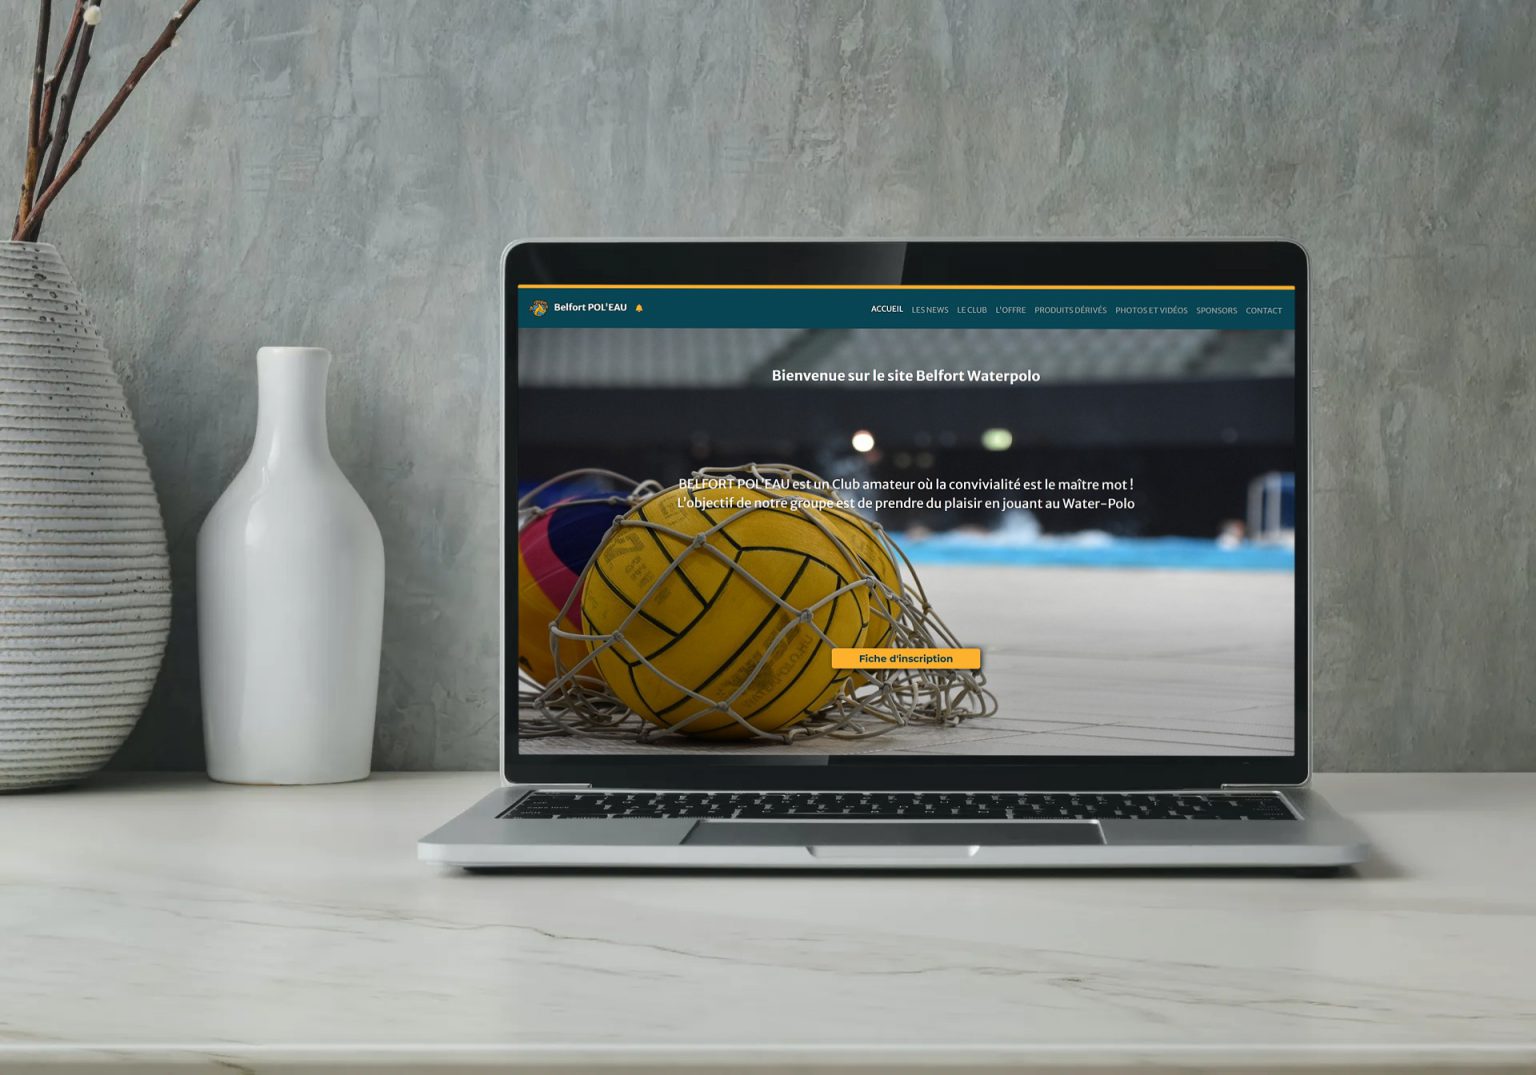 Belfort POL'EAU
ACCUEIL LES NEWS LE CLUB L'OFFRE PRODUITS DÉRIVÉS PHOTOS ET VIDÉOS SPONSORS CONTACT
Bienvenue sur le site Belfort Waterpolo
BELFORT POL'EAU est un Club amateur où la convivialité est le maître mot !
L'objectif de notre groupe est de prendre du plaisir en jouant au Water-Polo
Fiche d'inscription